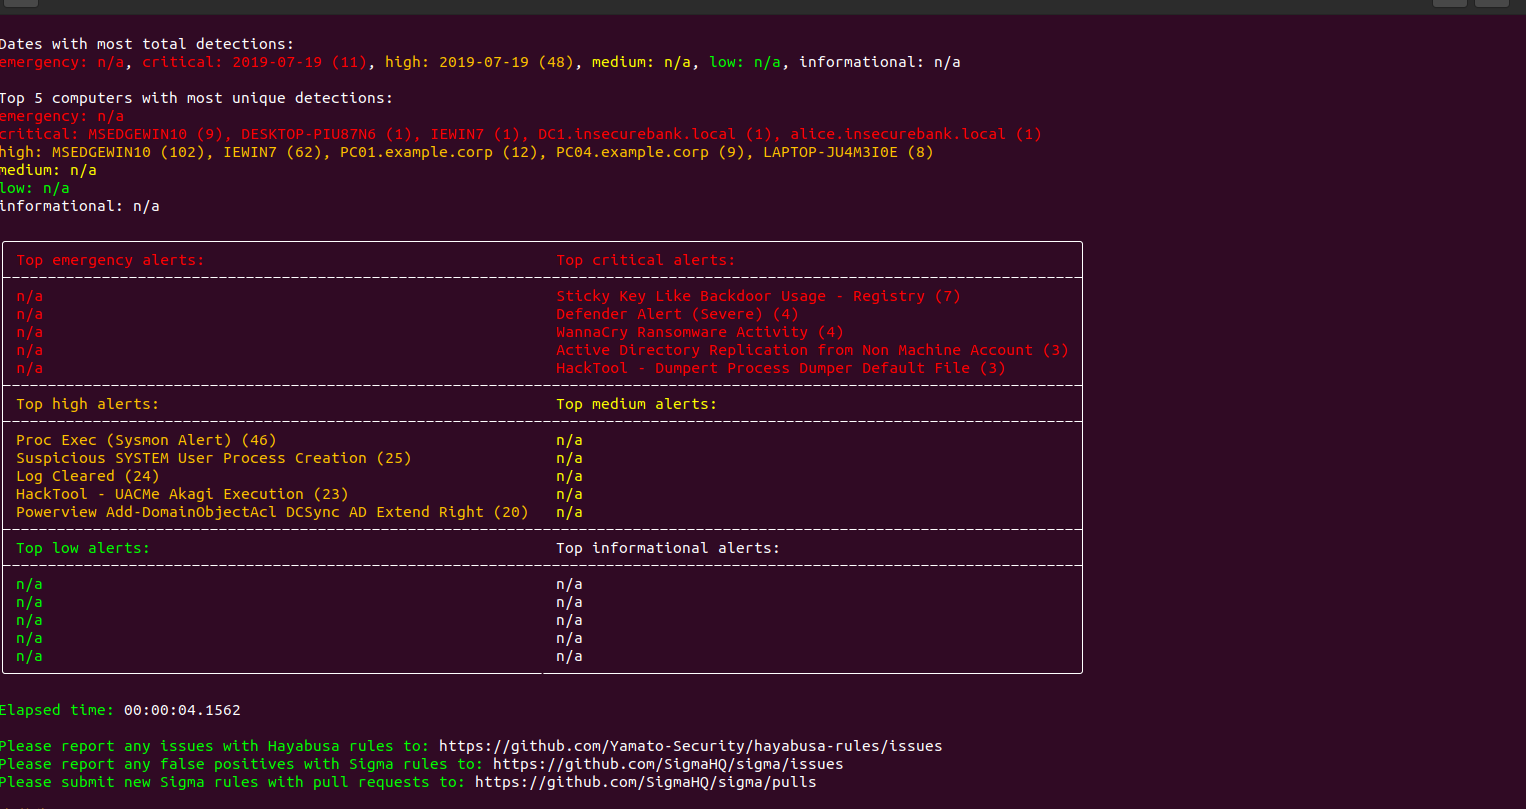 Dates with most total detections:
emergency: n/a, critical: 2019-07-19 (11), high: 2019-07-19 (48), medium: n/a, low: n/a, informational: n/a
Top 5 computers with most unique detections:
emergency: n/a
critical: MSEDGEWIN10 (9), DESKTOP-PIU87N6 (1), IEWIN7 (1), DC1.insecurebank.local (1), alice.insecurebank.local (1)
high: MSEDGEWIN10 (102), IEWIN7 (62), PC01.example.corp (12), PC04.example.corp (9), LAPTOP-JU4M3I0E (8)
medium: n/a
low: n/a
informational: n/a
Top emergency alerts: Top critical alerts:
n/a Sticky Key Like Backdoor Usage - Registry (7)
n/a Defender Alert (Severe) (4)
n/a WannaCry Ransomware Activity (4)
n/a Active Directory Replication from Non Machine Account (3)
n/a HackTool - Dumpert Process Dumper Default File (3)
Top high alerts: Top medium alerts:
Proc Exec (Sysmon Alert) (46) n/a
Suspicious SYSTEM User Process Creation (25) n/a
Log Cleared (24) n/a
HackTool - UACMe Akagi Execution (23) n/a
Powerview Add-DomainObjectAcl DCSync AD Extend Right (20) n/a
Top low alerts: Top informational alerts:
n/a n/a
n/a n/a
n/a n/a
n/a n/a
n/a n/a
Elapsed time: 00:00:04.1562
Please report any issues with Hayabusa rules to: https://github.com/Yamato-Security/hayabusa-rules/issues
Please report any false positives with Sigma rules to: https://github.com/SigmaHQ/sigma/issues
Please submit new Sigma rules with pull requests to: https://github.com/SigmaHQ/sigma/pulls